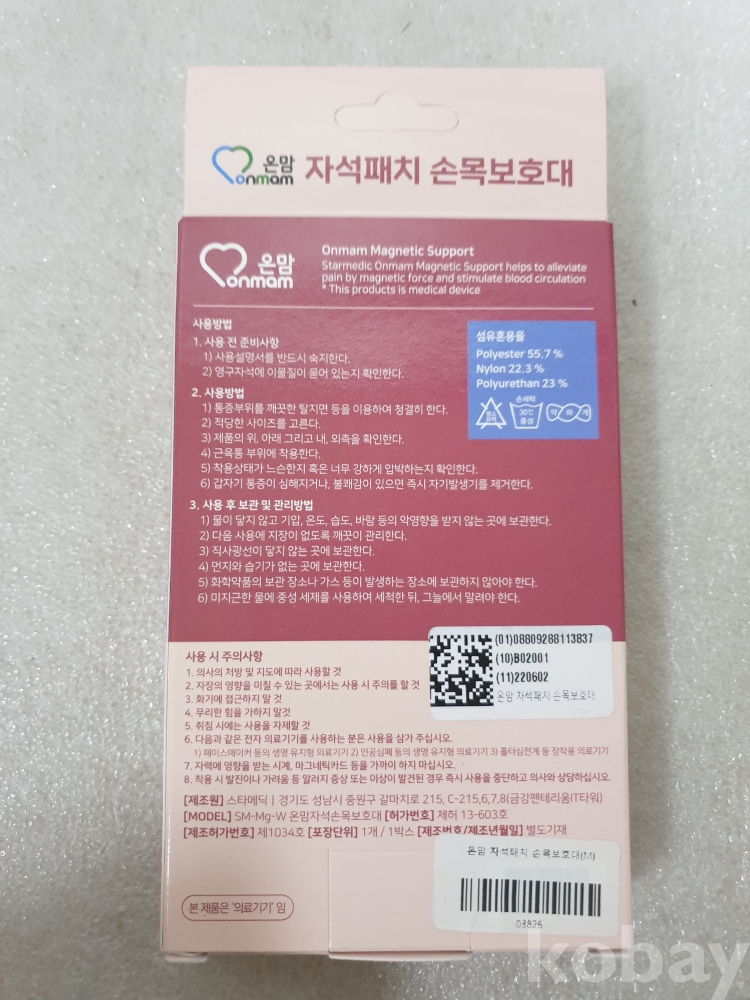 온맘
onmam
자석패치 손목보호대
온맘
onmam
Onmam Magnetic Support
Starmedic Onmam Magnetic Support helps to alleviate
pain by magnetic force and stimulate blood circulation
* This products is medical device
사용방법
1. 사용 전 준비사항
1) 사용설명서를 반드시 숙지한다.
2) 영구자석에 이물질이 묻어 있는지 확인한다.
2. 사용방법
1) 통증부위를 깨끗한 탈지면 등을 이용하여 청결히 한다.
2) 적당한 사이즈를 고른다.
3) 제품의 위, 아래 그리고 내, 외측을 확인한다.
4) 근육통 부위에 착용한다.
5) 착용상태가 느슨한지 혹은 너무 강하게 압박하는지 확인한다.
6) 갑자기 통증이 심해지거나, 불쾌감이 있으면 즉시 자기발생기를 제거한다.
3. 사용 후 보관 및 관리방법
1) 물이 닿지 않고 기압, 온도, 습도, 바람 등의 악영향을 받지 않는 곳에 보관한다.
2) 다음 사용에 지장이 없도록 깨끗이 관리한다.
3) 직사광선이 닿지 않는 곳에 보관한다.
4) 먼지와 습기가 없는 곳에 보관한다.
5) 화학약품의 보관 장소나 가스 등이 발생하는 장소에 보관하지 않아야 한다.
6) 미지근한 물에 중성 세제를 사용하여 세척한 뒤, 그늘에서 말려야 한다.
섬유혼용율
Polyester 55.7 %
Nylon 22.3 %
Polyurethan 23 %
손세탁
30℃
중성
약하게
사용 시 주의사항
1. 의사의 처방 및 지도에 따라 사용할 것
2. 자장의 영향을 미칠 수 있는 곳에서는 사용 시 주의를 할 것
3. 화기에 접근하지 말 것
4. 무리한 힘을 가하지 말것
5. 취침 시에는 사용을 자제할 것
6. 다음과 같은 전자 의료기기를 사용하는 분은 사용을 삼가 주십시오.
1) 페이스메이커 등의 생명 유지형 의료기기 2) 인공심폐 등의 생명 유지형 의료기기 3) 홀터심전계 등 장착용 의료기기
7. 자력에 영향을 받는 시계, 마그네틱카드 등을 가까이 하지 마십시오.
8. 착용 시 발진이나 가려움 등 알러지 증상 또는 이상이 발견된 경우 즉시 사용을 중단하고 의사와 상담하십시오.
(01)08809288113837
(10)B02001
(11)220602
온맘 자석패치 손목보호대
[제조원] 스타메딕 | 경기도 성남시 중원구 갈마치로 215, C-215,6,7,8(금강펜테리움IT타워)
[MODEL] SM-Mg-W 온맘자석손목보호대 [허가번호] 제허 13-603호
[제조허가번호] 제1034호 [포장단위] 1개 / 1박스 [제조번호/제조년월일] 별도기재
온맘 자석패치 손목보호대(M)
03826
본 제품은 '의료기기' 임
kobay